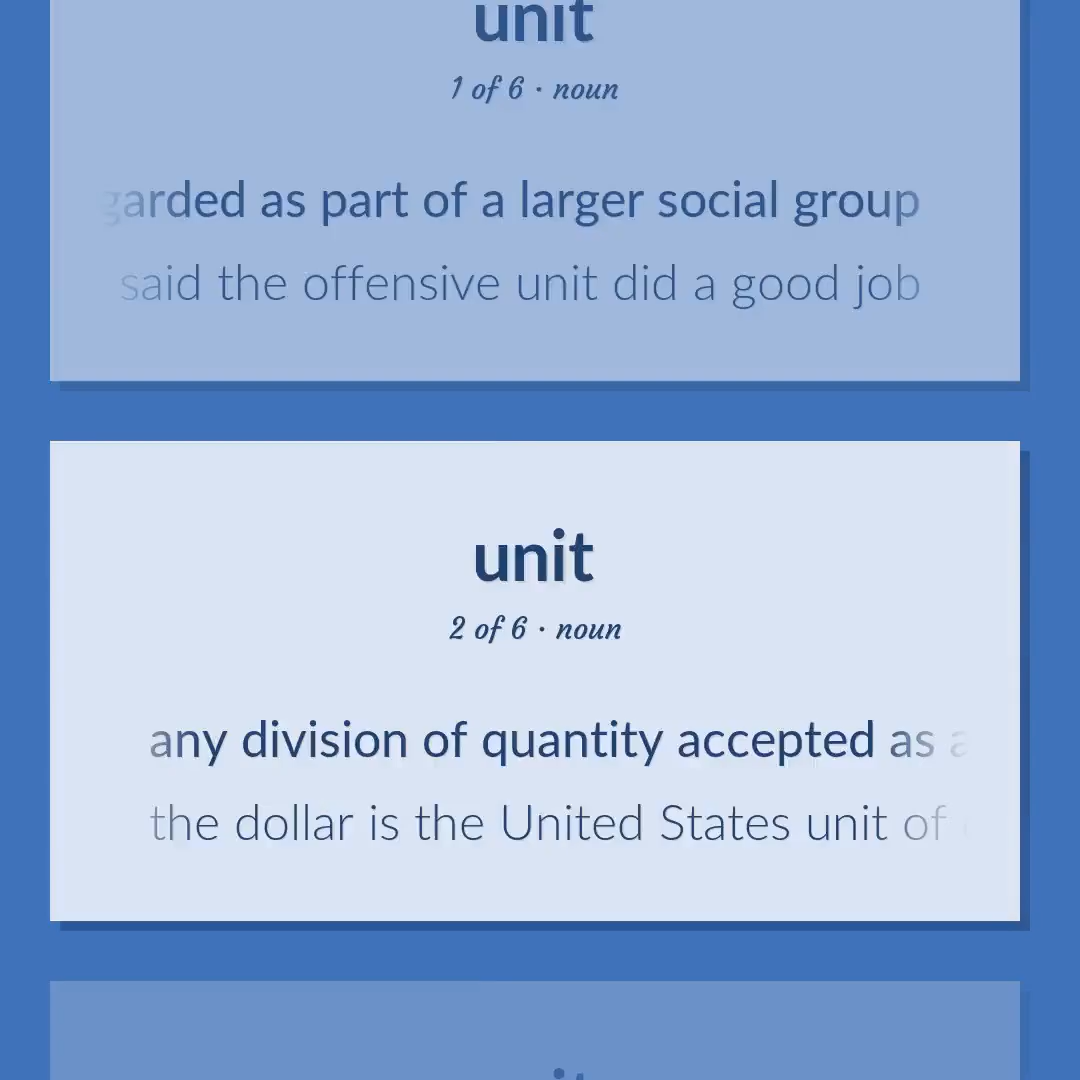 unit
1 of 6 · noun
garded as part of a larger social group
said the offensive unit did a good job
unit
2 of 6 · noun
any division of quantity accepted as a
the dollar is the United States unit of